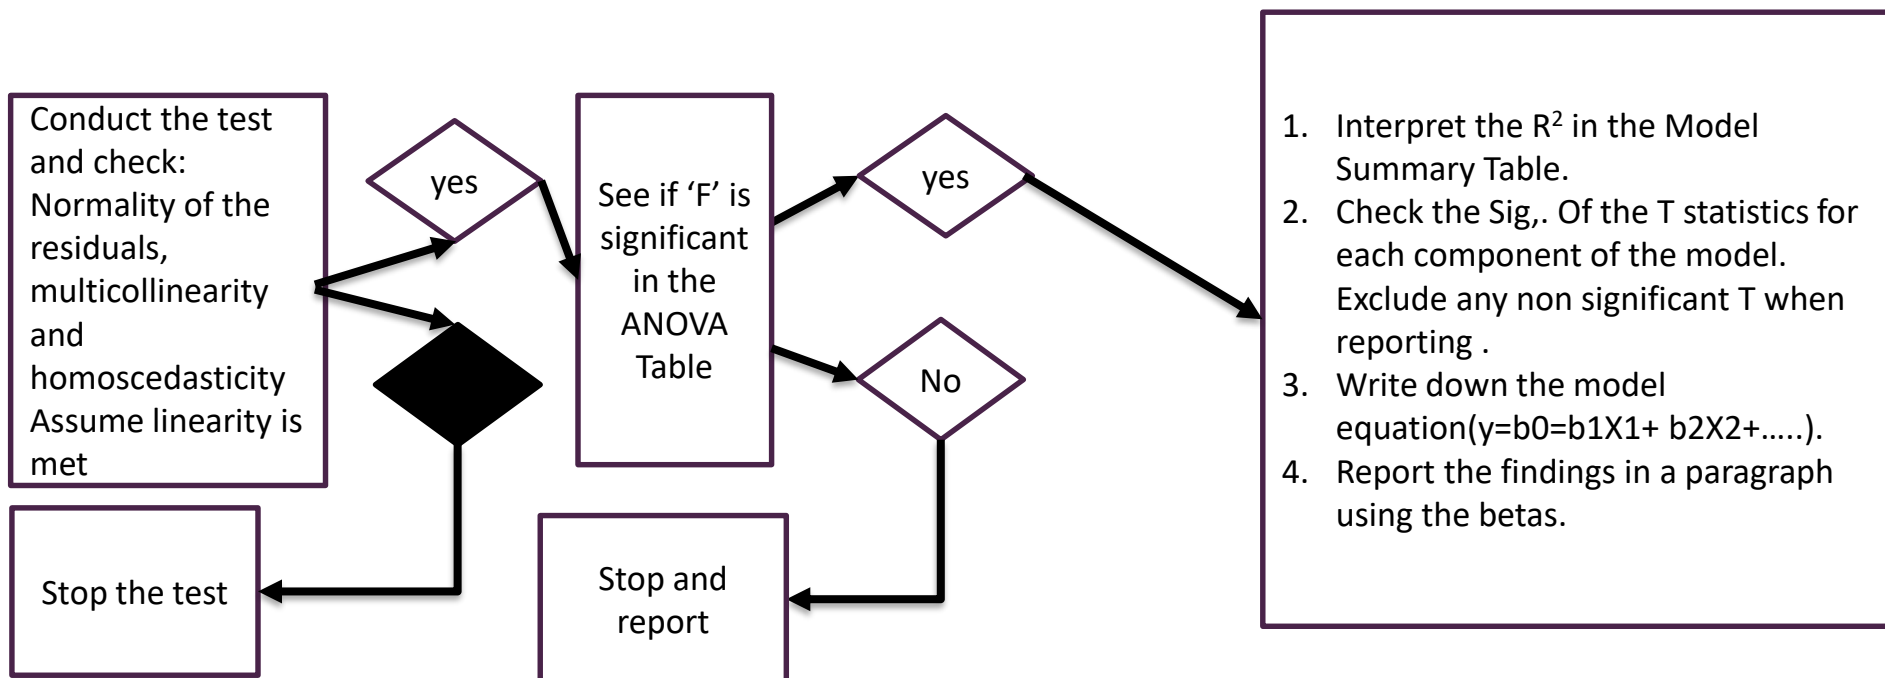 Conduct the test
and check:
Normality of the
residuals,
multicollinearity
and
homoscedasticity
Assume linearity is
met
yes
Stop the test
See if ‘F’ is
significant
in the
ANOVA
Table
yes
No
Stop and
report
1. Interpret the R² in the Model
Summary Table.
2. Check the Sig,. Of the T statistics for
each component of the model.
Exclude any non significant T when
reporting .
3. Write down the model
equation(y=b0=b1X1+ b2X2+…..).
4. Report the findings in a paragraph
using the betas.